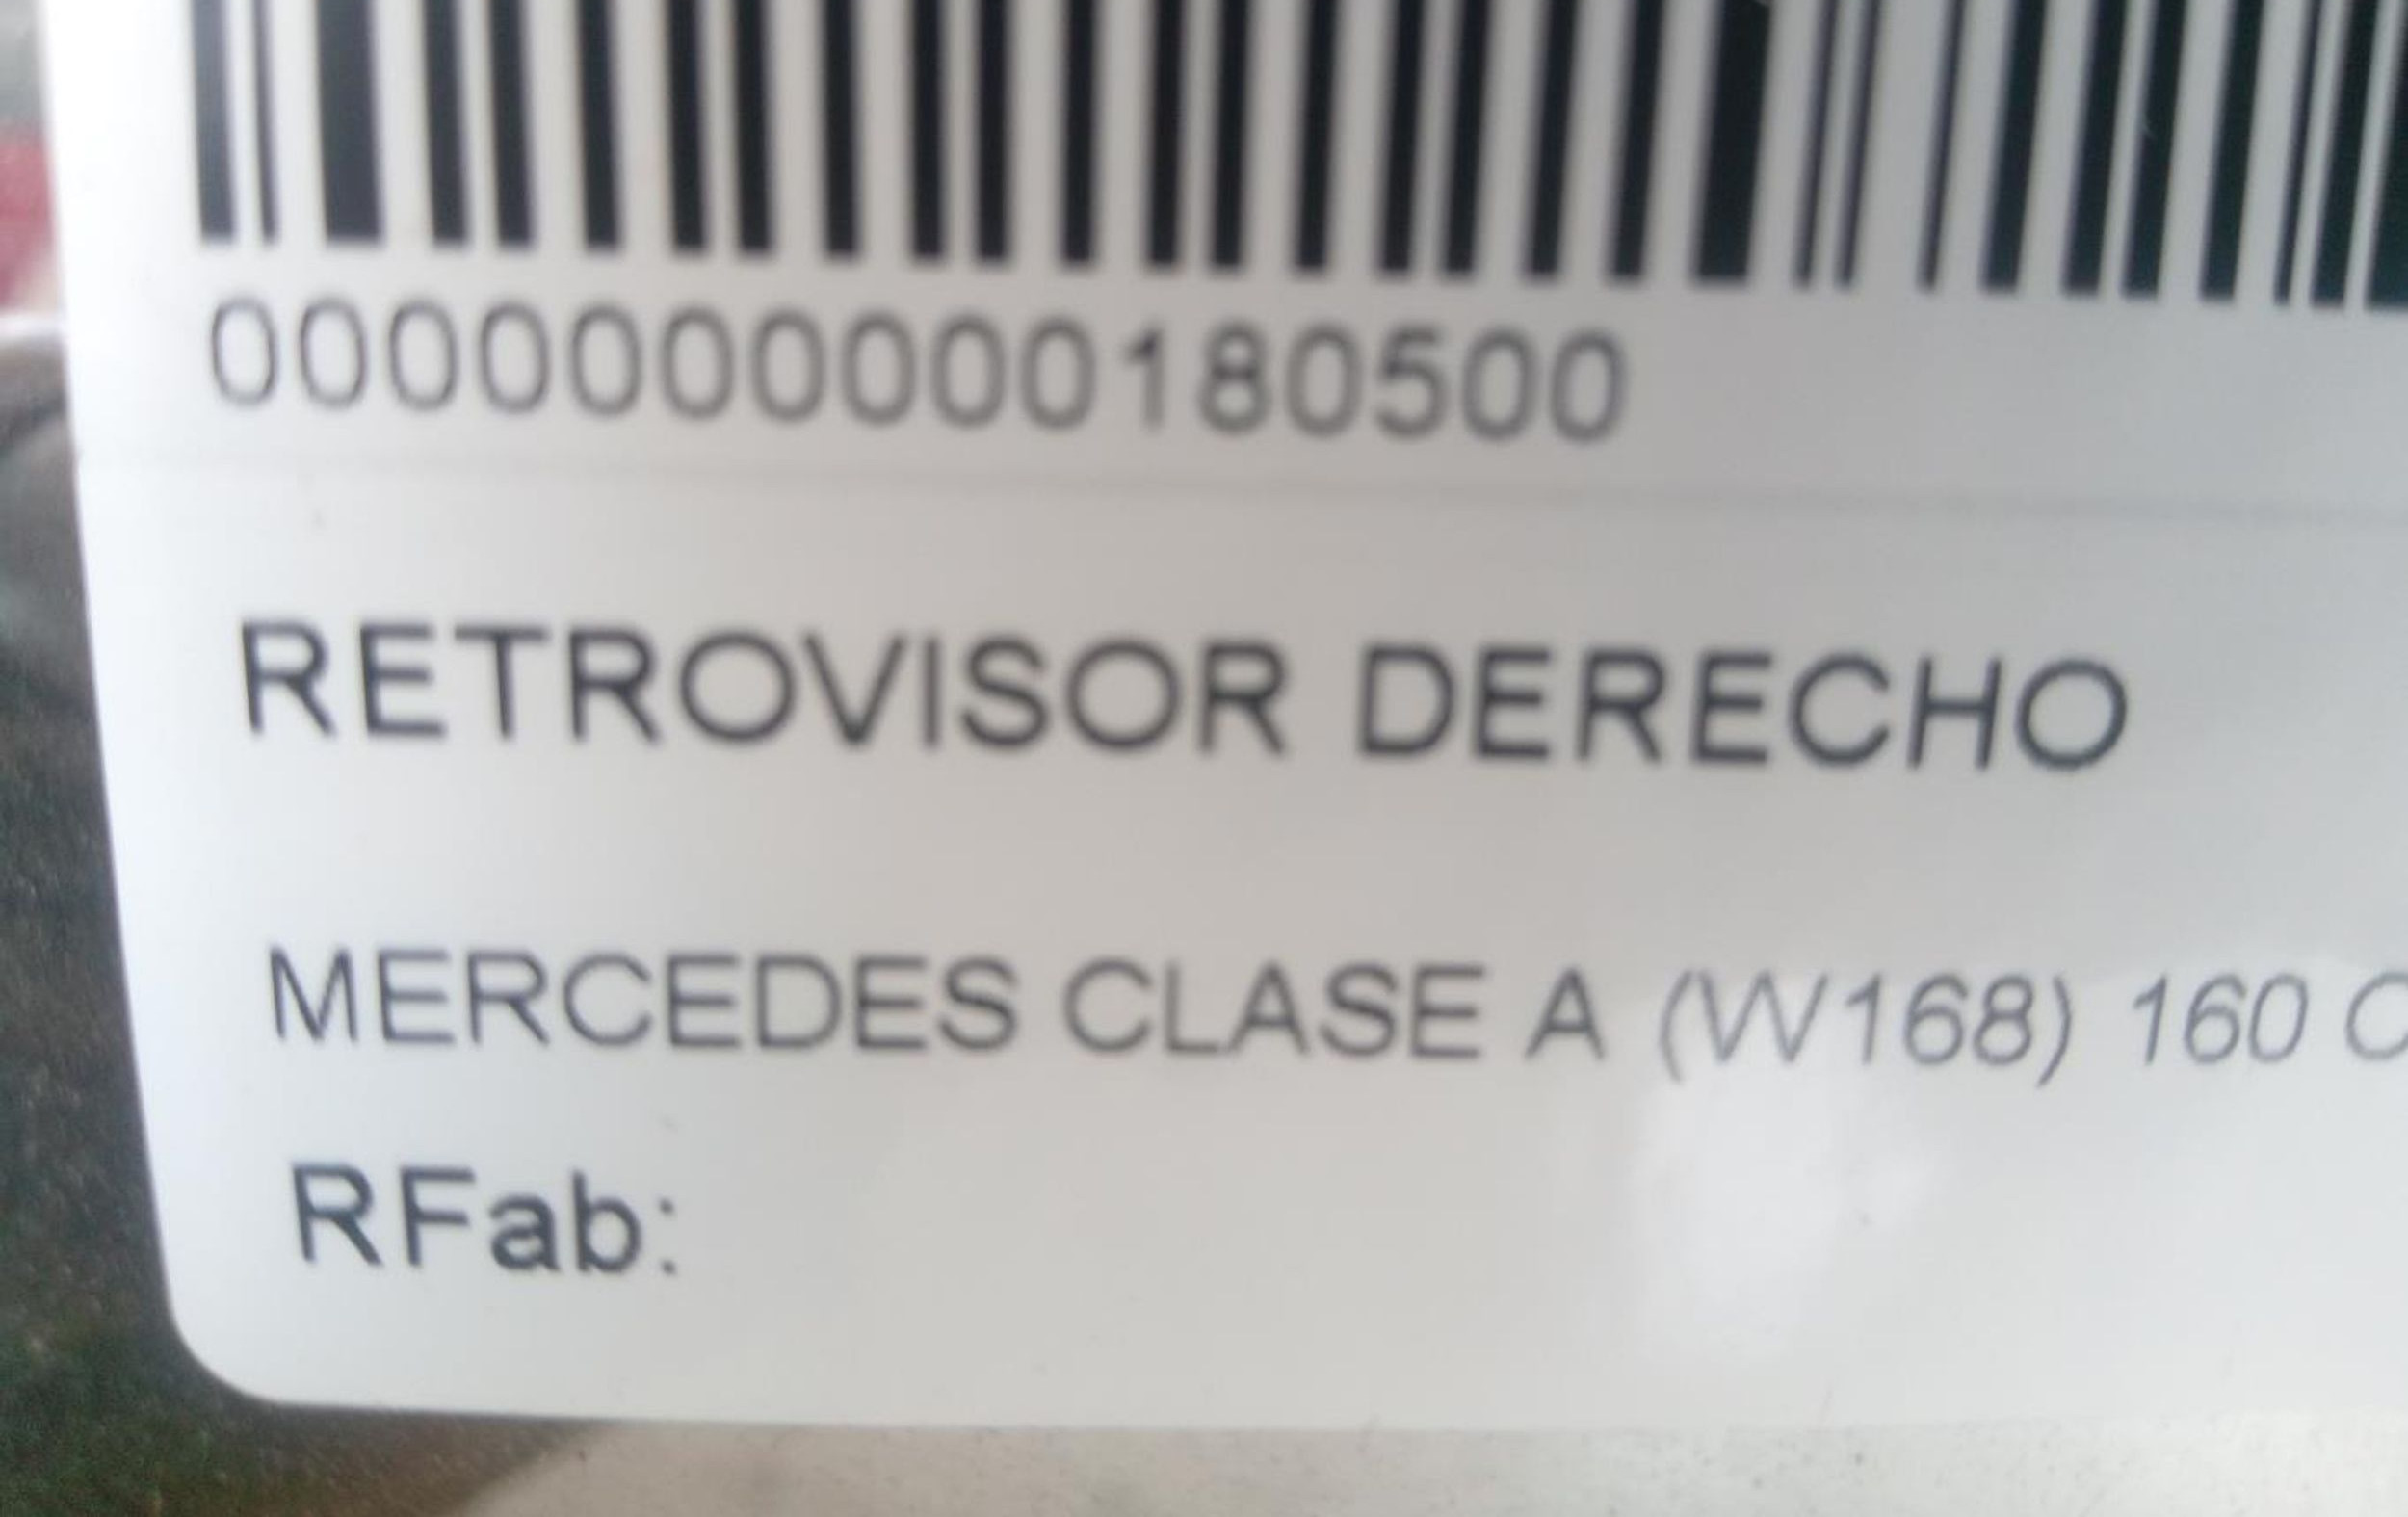 0000000000180500
RETROVISOR DERECHO
MERCEDES CLASE A (W168) 160 C
RFab: